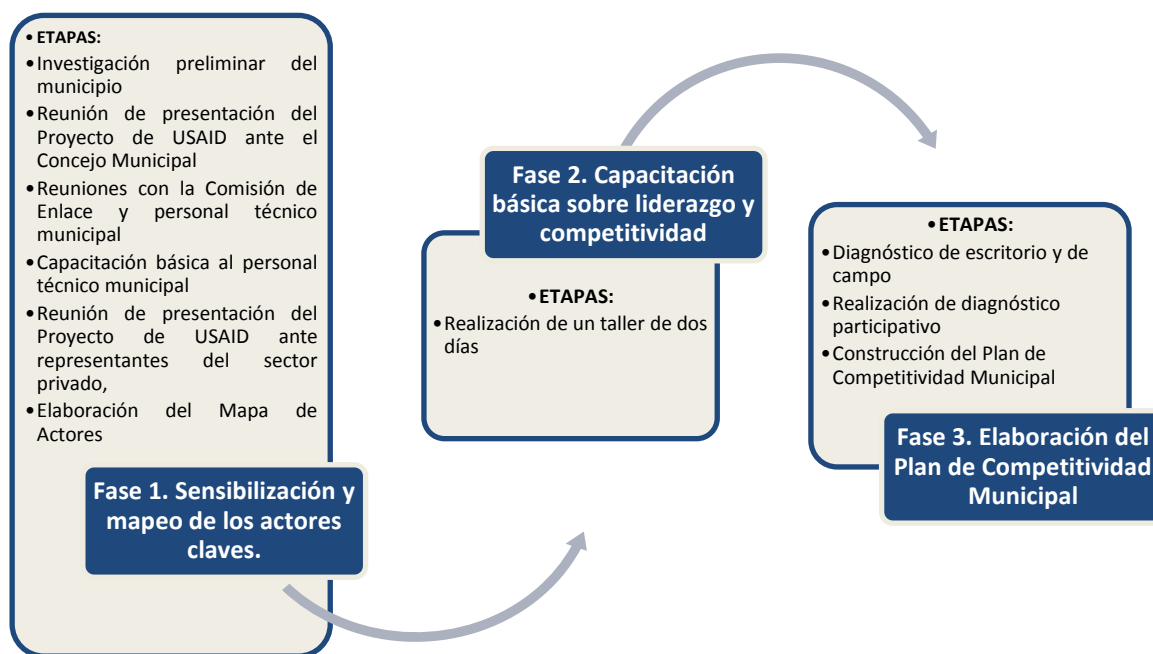 •ETAPAS:
•Investigación preliminar del
municipio
•Reunión de presentación del
Proyecto de USAID ante el
Concejo Municipal
•Reuniones con la Comisión de
Enlace y personal técnico
municipal
•Capacitación básica al personal
técnico municipal
•Reunión de presentación del
Proyecto de USAID ante
representantes del sector
privado,
•Elaboración del Mapa de
Actores
Fase 1. Sensibilización y
mapeo de los actores
claves.
Fase 2. Capacitación
básica sobre liderazgo y
competitividad
•ETAPAS:
•Realización de un taller de dos
días
•ETAPAS:
•Diagnóstico de escritorio y de
campo
•Realización de diagnóstico
participativo
•Construcción del Plan de
Competitividad Municipal
Fase 3. Elaboración del
Plan de Competitividad
Municipal